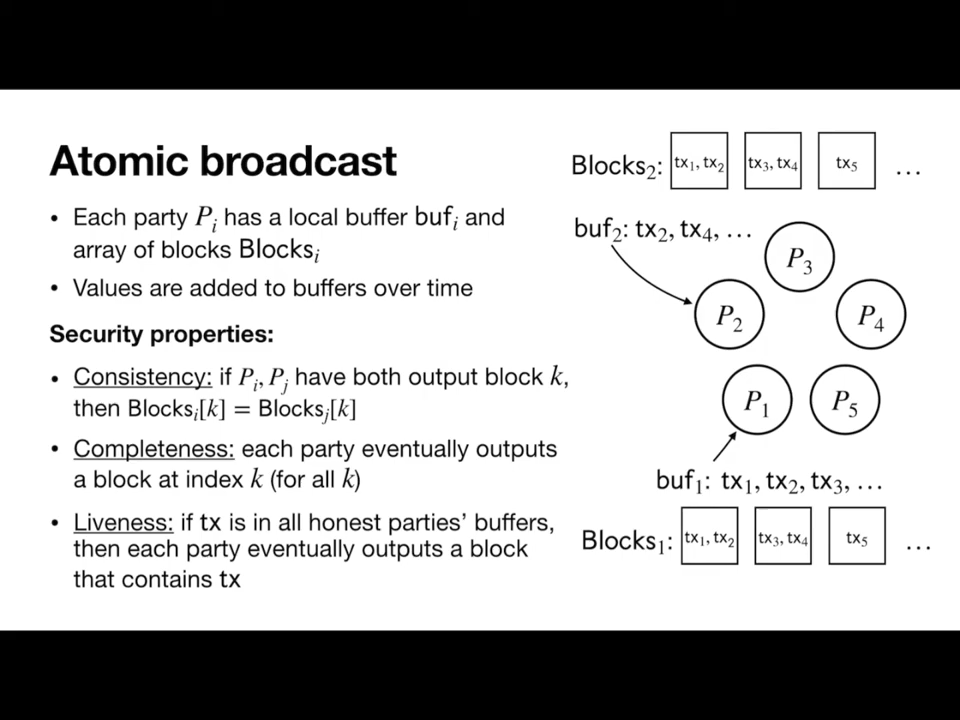 Atomic broadcast
• Each party Pᵢ has a local buffer bufᵢ and
array of blocks Blocksᵢ
• Values are added to buffers over time
Security properties:
• Consistency: if Pᵢ, Pⱼ have both output block k,
then Blocksᵢ[k] = Blocksⱼ[k]
• Completeness: each party eventually outputs
a block at index k (for all k)
• Liveness: if tx is in all honest parties’ buffers,
then each party eventually outputs a block
that contains tx
Blocks₂: tx₁, tx₂ tx₃, tx₄ tx₅ …
buf₂: tx₂, tx₄, …
P₃
P₂ P₄
P₁ P₅
buf₁: tx₁, tx₂, tx₃, …
Blocks₁: tx₁, tx₂ tx₃, tx₄ tx₅ …